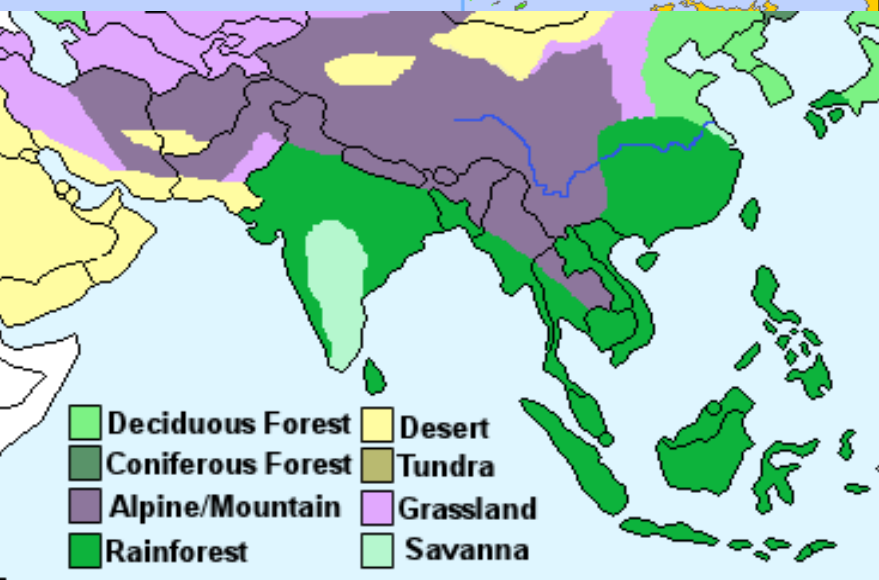 Deciduous Forest
Desert
Coniferous Forest
Tundra
Alpine/Mountain
Grassland
Rainforest
Savanna